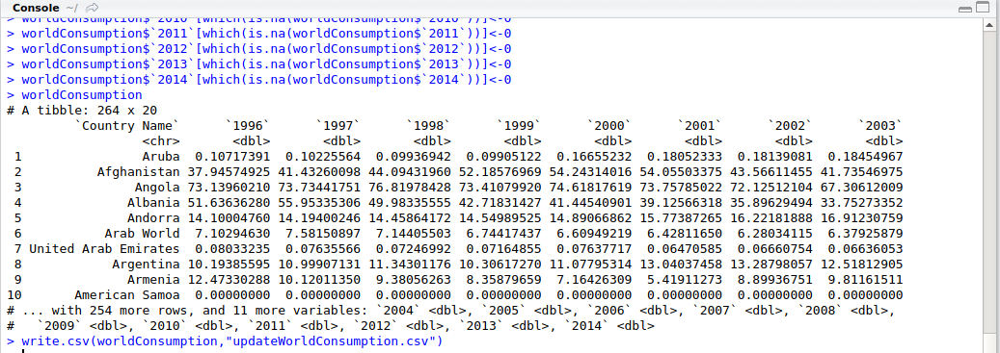 Console ~/
> worldConsumption$`2010`[which(is.na(worldConsumption$`2010`))]<-0
> worldConsumption$`2011`[which(is.na(worldConsumption$`2011`))]<-0
> worldConsumption$`2012`[which(is.na(worldConsumption$`2012`))]<-0
> worldConsumption$`2013`[which(is.na(worldConsumption$`2013`))]<-0
> worldConsumption$`2014`[which(is.na(worldConsumption$`2014`))]<-0
> worldConsumption
# A tibble: 264 x 20
`Country Name` `1996` `1997` `1998` `1999` `2000` `2001` `2002` `2003`
<chr> <dbl> <dbl> <dbl> <dbl> <dbl> <dbl> <dbl> <dbl>
1 Aruba 0.10717391 0.10225564 0.09936942 0.09905122 0.16655232 0.18052333 0.18139081 0.18454967
2 Afghanistan 37.94574925 41.43260098 44.09431960 52.18576969 54.24314016 54.05503375 43.56611455 41.73546975
3 Angola 73.13960210 73.73441751 76.81978428 73.41079920 74.61817619 73.75785022 72.12512104 67.30612009
4 Albania 51.63636280 55.95335306 49.98335555 42.71831427 41.44540901 39.12566318 35.89629494 33.75273352
5 Andorra 14.10004760 14.19400246 14.45864172 14.54989525 14.89066862 15.77387265 16.22181888 16.91230759
6 Arab World 7.10294630 7.58150897 7.14405503 6.74417437 6.60949219 6.42811650 6.28034115 6.37925879
7 United Arab Emirates 0.08033235 0.07635566 0.07246992 0.07164855 0.07637717 0.06470585 0.06660754 0.06636053
8 Argentina 10.19385595 10.99907131 11.34301176 10.30617270 11.07795314 13.04037458 13.28798057 12.51812905
9 Armenia 12.47330288 10.12011350 9.38056263 8.35879659 7.16426309 5.41911273 8.89936751 9.81161511
10 American Samoa 0.00000000 0.00000000 0.00000000 0.00000000 0.00000000 0.00000000 0.00000000 0.00000000
# ... with 254 more rows, and 11 more variables: `2004` <dbl>, `2005` <dbl>, `2006` <dbl>, `2007` <dbl>, `2008` <dbl>,
# `2009` <dbl>, `2010` <dbl>, `2011` <dbl>, `2012` <dbl>, `2013` <dbl>, `2014` <dbl>
> write.csv(worldConsumption,"updateWorldConsumption.csv")